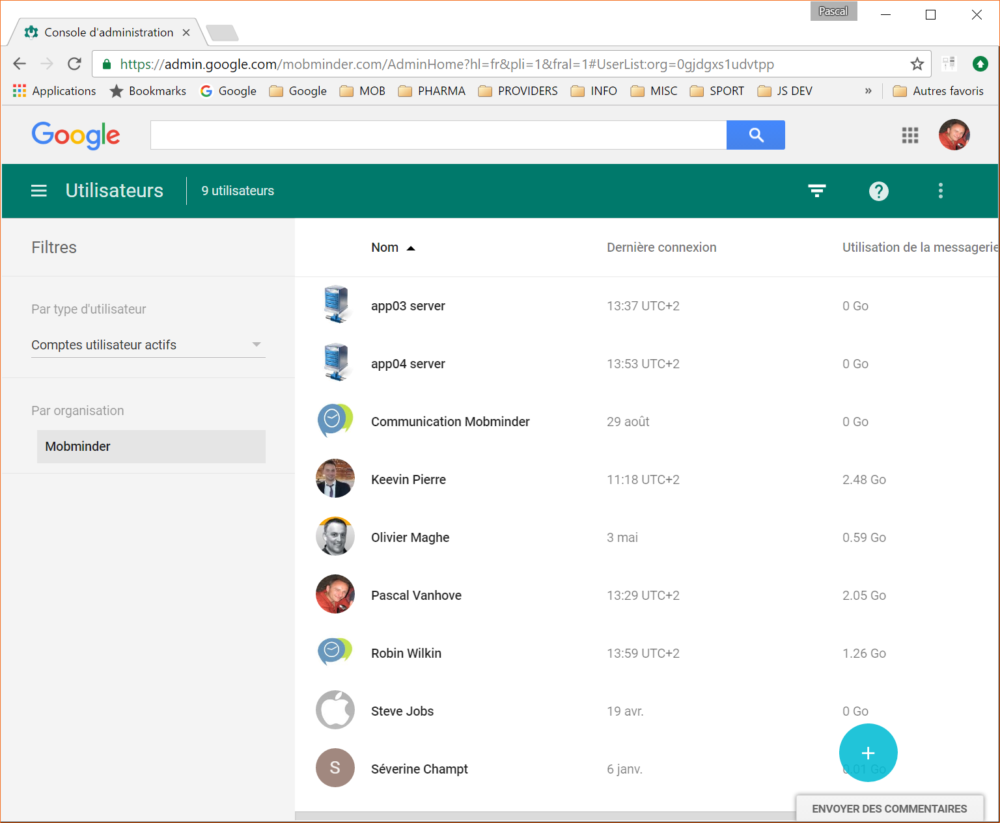 Pascal
Console d'administration
https://admin.google.com/mobminder.com/AdminHome?hl=fr&pli=1&fral=1#UserList:org=0gjdgxs1udvtpp
Applications Bookmarks Google Google MOB PHARMA PROVIDERS INFO MISC SPORT JS DEV » Autres favoris
Google
Utilisateurs 9 utilisateurs
Filtres
Par type d'utilisateur
Comptes utilisateur actifs
Par organisation
Mobminder
Nom Dernière connexion Utilisation de la messagerie
app03 server 13:37 UTC+2 0 Go
app04 server 13:53 UTC+2 0 Go
Communication Mobminder 29 août 0 Go
Keevin Pierre 11:18 UTC+2 2.48 Go
Olivier Maghe 3 mai 0.59 Go
Pascal Vanhove 13:29 UTC+2 2.05 Go
Robin Wilkin 13:59 UTC+2 1.26 Go
Steve Jobs 19 avr. 0 Go
S Séverine Champt 6 janv. 0.01 Go
ENVOYER DES COMMENTAIRES